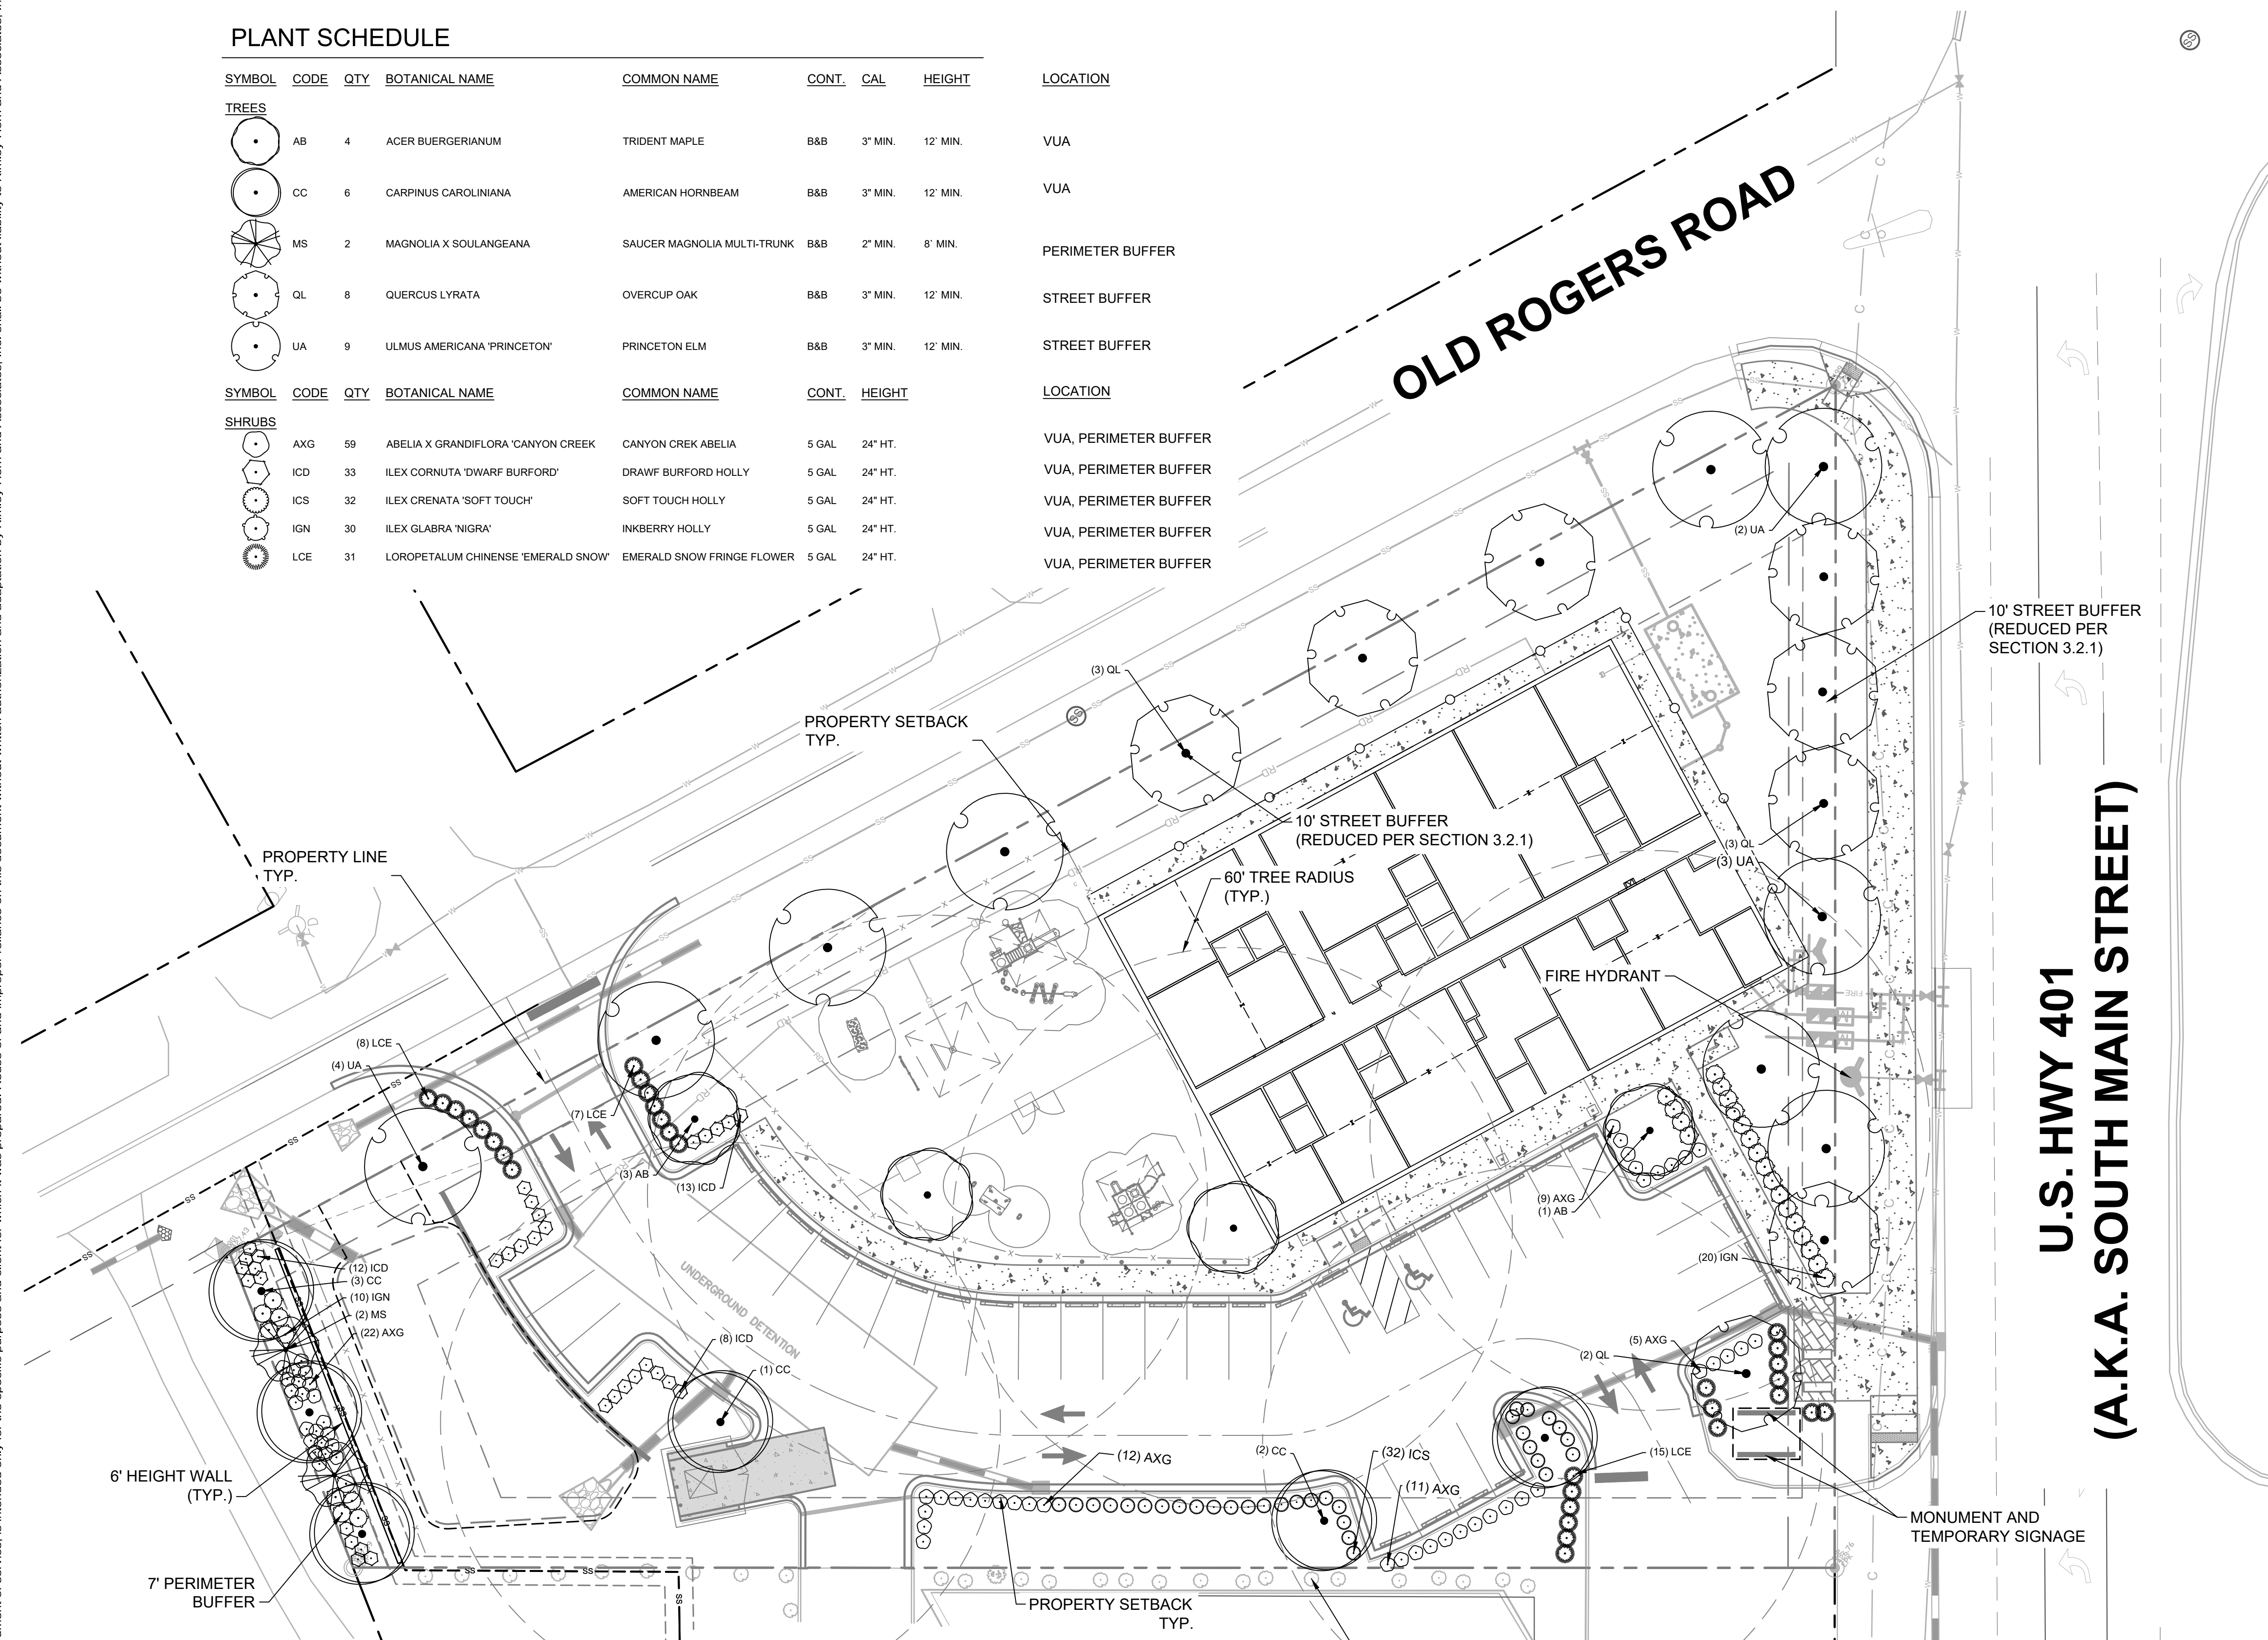 PLANT SCHEDULE
SYMBOL CODE QTY BOTANICAL NAME COMMON NAME CONT. CAL HEIGHT LOCATION
TREES
AB 4 ACER BUERGERIANUM TRIDENT MAPLE B&B 3" MIN. 12` MIN. VUA
CC 6 CARPINUS CAROLINIANA AMERICAN HORNBEAM B&B 3" MIN. 12` MIN. VUA
MS 2 MAGNOLIA X SOULANGEANA SAUCER MAGNOLIA MULTI-TRUNK B&B 2" MIN. 8` MIN. PERIMETER BUFFER
QL 8 QUERCUS LYRATA OVERCUP OAK B&B 3" MIN. 12` MIN. STREET BUFFER
UA 9 ULMUS AMERICANA 'PRINCETON' PRINCETON ELM B&B 3" MIN. 12` MIN. STREET BUFFER
SYMBOL CODE QTY BOTANICAL NAME COMMON NAME CONT. HEIGHT LOCATION
SHRUBS
AXG 59 ABELIA X GRANDIFLORA 'CANYON CREEK CANYON CREK ABELIA 5 GAL 24" HT. VUA, PERIMETER BUFFER
ICD 33 ILEX CORNUTA 'DWARF BURFORD' DRAWF BURFORD HOLLY 5 GAL 24" HT. VUA, PERIMETER BUFFER
ICS 32 ILEX CRENATA 'SOFT TOUCH' SOFT TOUCH HOLLY 5 GAL 24" HT. VUA, PERIMETER BUFFER
IGN 30 ILEX GLABRA 'NIGRA' INKBERRY HOLLY 5 GAL 24" HT. VUA, PERIMETER BUFFER
LCE 31 LOROPETALUM CHINENSE 'EMERALD SNOW' EMERALD SNOW FRINGE FLOWER 5 GAL 24" HT. VUA, PERIMETER BUFFER
OLD ROGERS ROAD
(2) UA
10' STREET BUFFER
(REDUCED PER
SECTION 3.2.1)
(3) QL
PROPERTY SETBACK
TYP.
10' STREET BUFFER
(REDUCED PER SECTION 3.2.1)
(3) QL
(3) UA
PROPERTY LINE
TYP.
60' TREE RADIUS
(TYP.)
FIRE HYDRANT
U.S. HWY 401
(A.K.A. SOUTH MAIN STREET)
(8) LCE
(4) UA
(7) LCE
(3) AB
(13) ICD
(9) AXG
(1) AB
(20) IGN
(12) ICD
(3) CC
(10) IGN
(2) MS
(22) AXG
UNDERGROUND DETENTION
(8) ICD
(1) CC
(5) AXG
(2) QL
(12) AXG
(2) CC
(32) ICS
(11) AXG
(15) LCE
6' HEIGHT WALL
(TYP.)
MONUMENT AND
TEMPORARY SIGNAGE
7' PERIMETER
BUFFER
PROPERTY SETBACK
TYP.